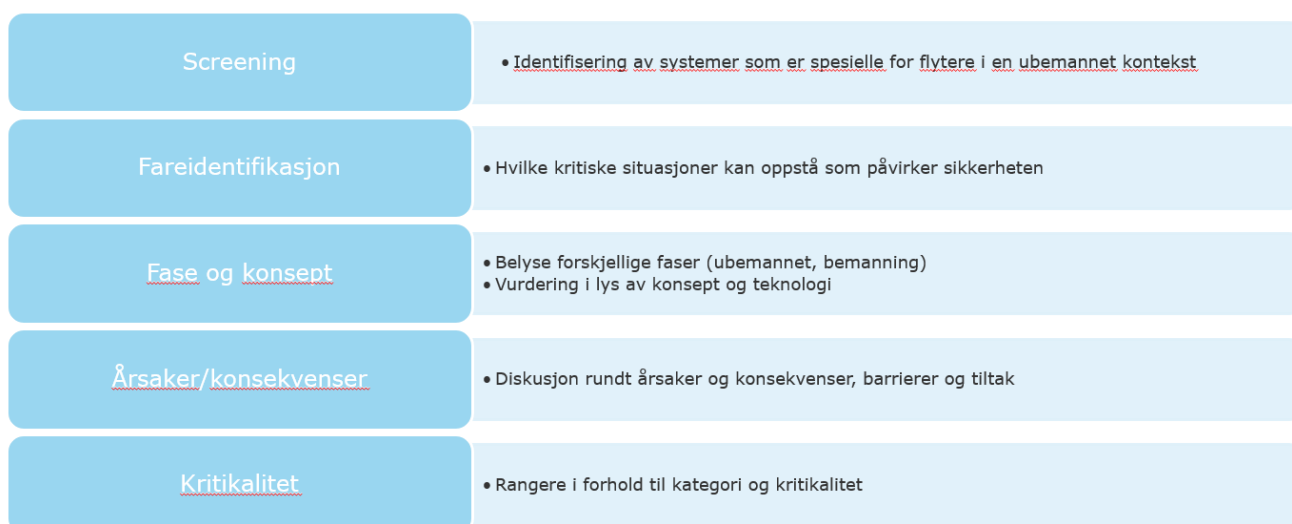 Screening
• Identifisering av systemer som er spesielle for flytere i en ubemannet kontekst
Fareidentifikasjon
• Hvilke kritiske situasjoner kan oppstå som påvirker sikkerheten
Fase og konsept
• Belyse forskjellige faser (ubemannet, bemanning)
• Vurdering i lys av konsept og teknologi
Årsaker/konsekvenser
• Diskusjon rundt årsaker og konsekvenser, barrierer og tiltak
Kritikalitet
• Rangere i forhold til kategori og kritikalitet